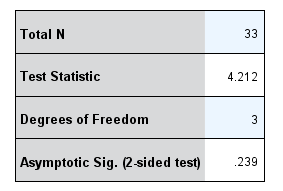 Total N 33
Test Statistic 4.212
Degrees of Freedom 3
Asymptotic Sig. (2-sided test) .239